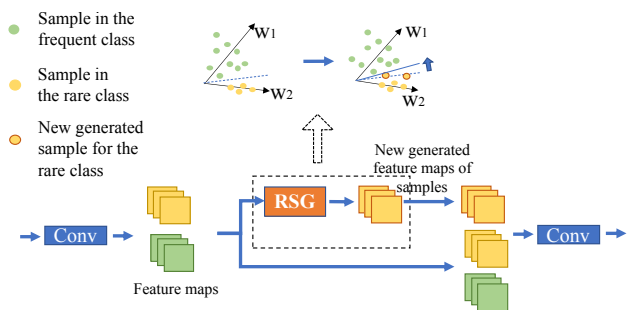 Sample in the
frequent class
Sample in
the rare class
New generated
sample for the
rare class
W1
W2
W1
W2
New generated
feature maps of
samples
RSG
Conv
Feature maps
Conv